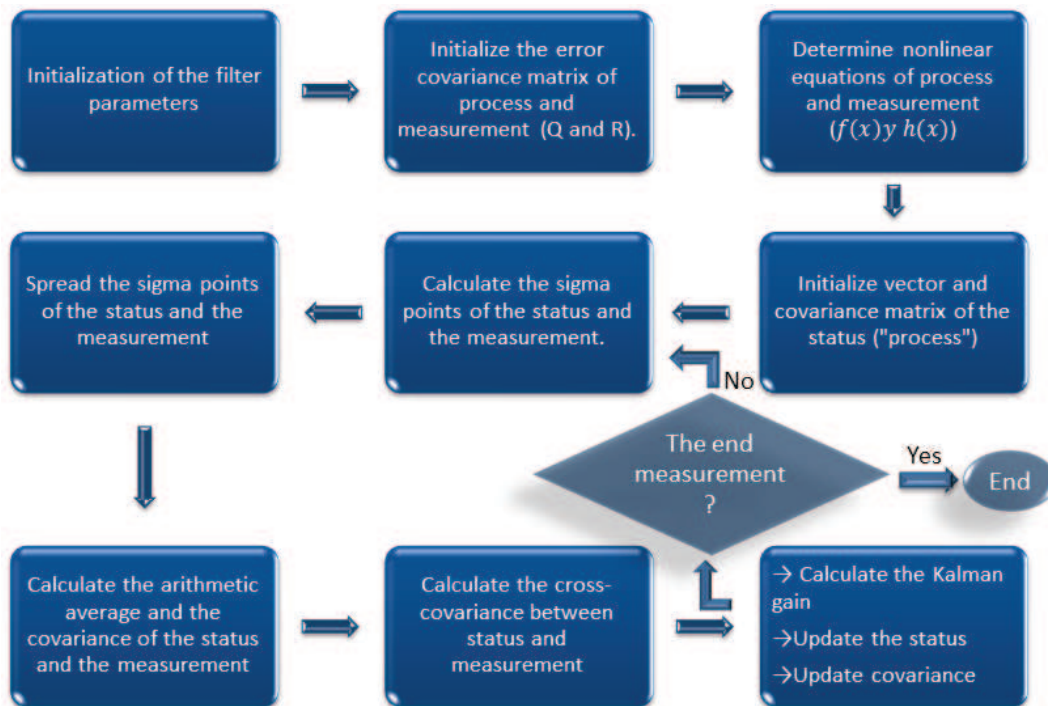 Initialization of the filter
parameters
Initialize the error
covariance matrix of
process and
measurement (Q and R).
Determine nonlinear
equations of process
and measurement
(f(x)y h(x))
Initialize vector and
covariance matrix of the
status ("process")
Calculate the sigma
points of the status and
the measurement.
Spread the sigma points
of the status and the
measurement
Calculate the arithmetic
average and the
covariance of the status
and the measurement
Calculate the cross-
covariance between
status and
measurement
→ Calculate the Kalman
gain
→Update the status
→Update covariance
The end
measurement
?
No
Yes
End